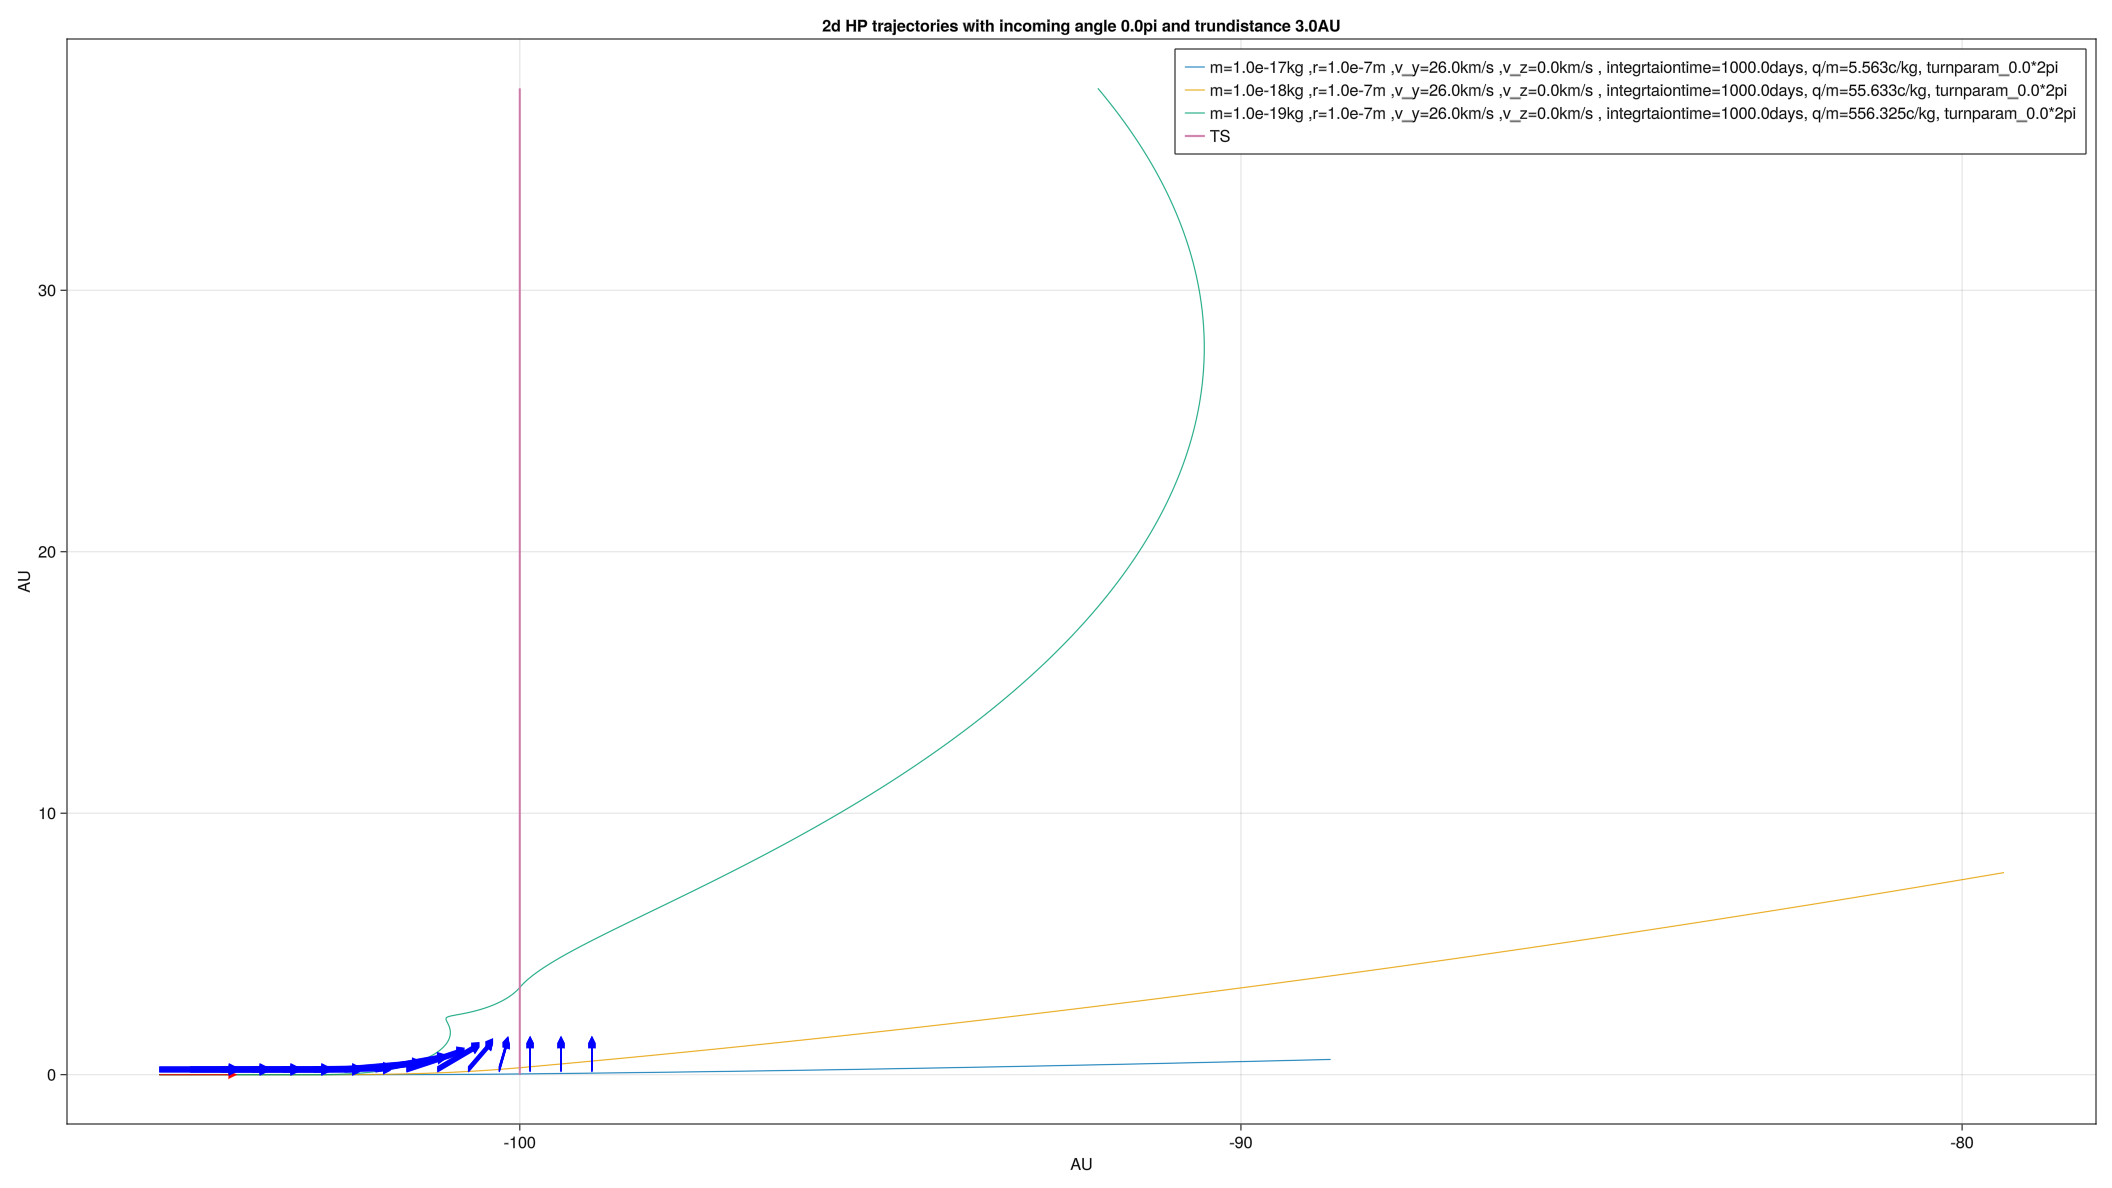 2d HP trajectories with incoming angle 0.0pi and trundistance 3.0AU
m=1.0e-17kg ,r=1.0e-7m ,v_y=26.0km/s ,v_z=0.0km/s , integrtaiontime=1000.0days, q/m=5.563c/kg, turnparam_0.0*2pi
m=1.0e-18kg ,r=1.0e-7m ,v_y=26.0km/s ,v_z=0.0km/s , integrtaiontime=1000.0days, q/m=55.633c/kg, turnparam_0.0*2pi
m=1.0e-19kg ,r=1.0e-7m ,v_y=26.0km/s ,v_z=0.0km/s , integrtaiontime=1000.0days, q/m=556.325c/kg, turnparam_0.0*2pi
TS
30
20
AU
10
0
-100
-90
-80
AU